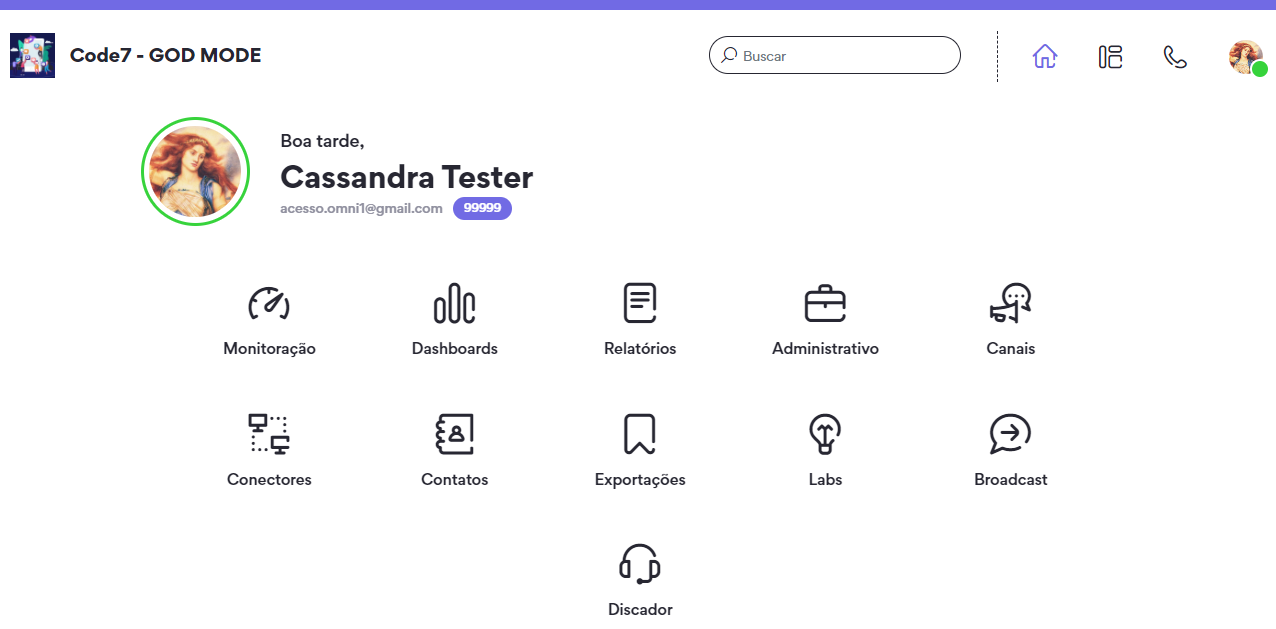 Code7 - GOD MODE
Buscar
Boa tarde,
Cassandra Tester
acesso.omni1@gmail.com 99999
Monitoração Dashboards Relatórios Administrativo Canais
Conectores Contatos Exportações Labs Broadcast
Discador